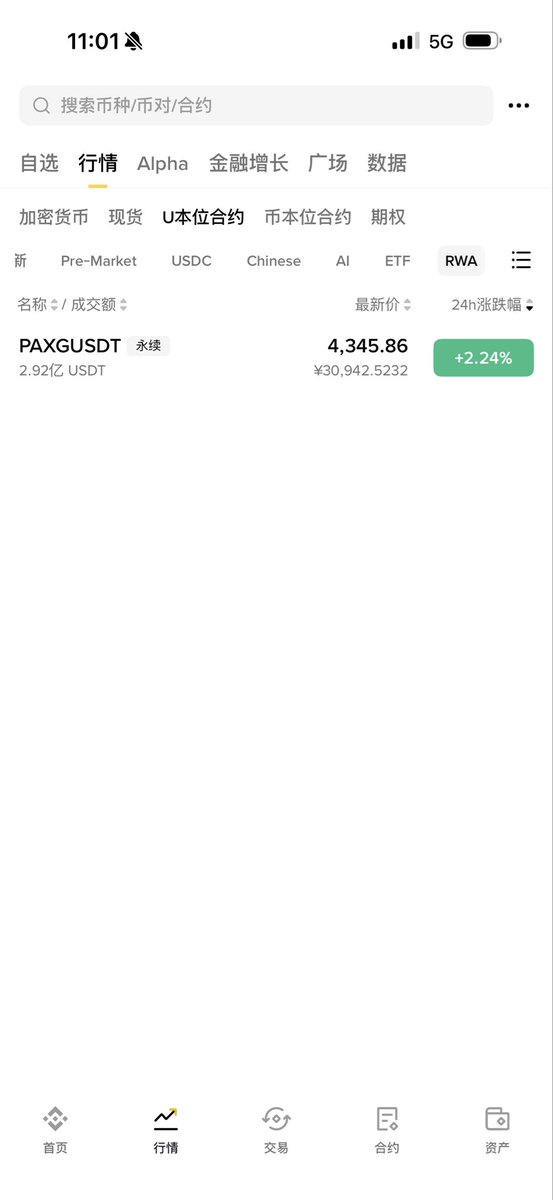 11:01 5G
搜索币种/币对/合约
自选 行情 Alpha 金融增长 广场 数据
加密货币 现货 U本位合约 币本位合约 期权
新 Pre-Market USDC Chinese AI ETF RWA
名称 / 成交额 最新价 24h涨跌幅
PAXGUSDT 永续 4,345.86 +2.24%
2.92亿 USDT ¥30,942.5232
首页 行情 交易 合约 资产